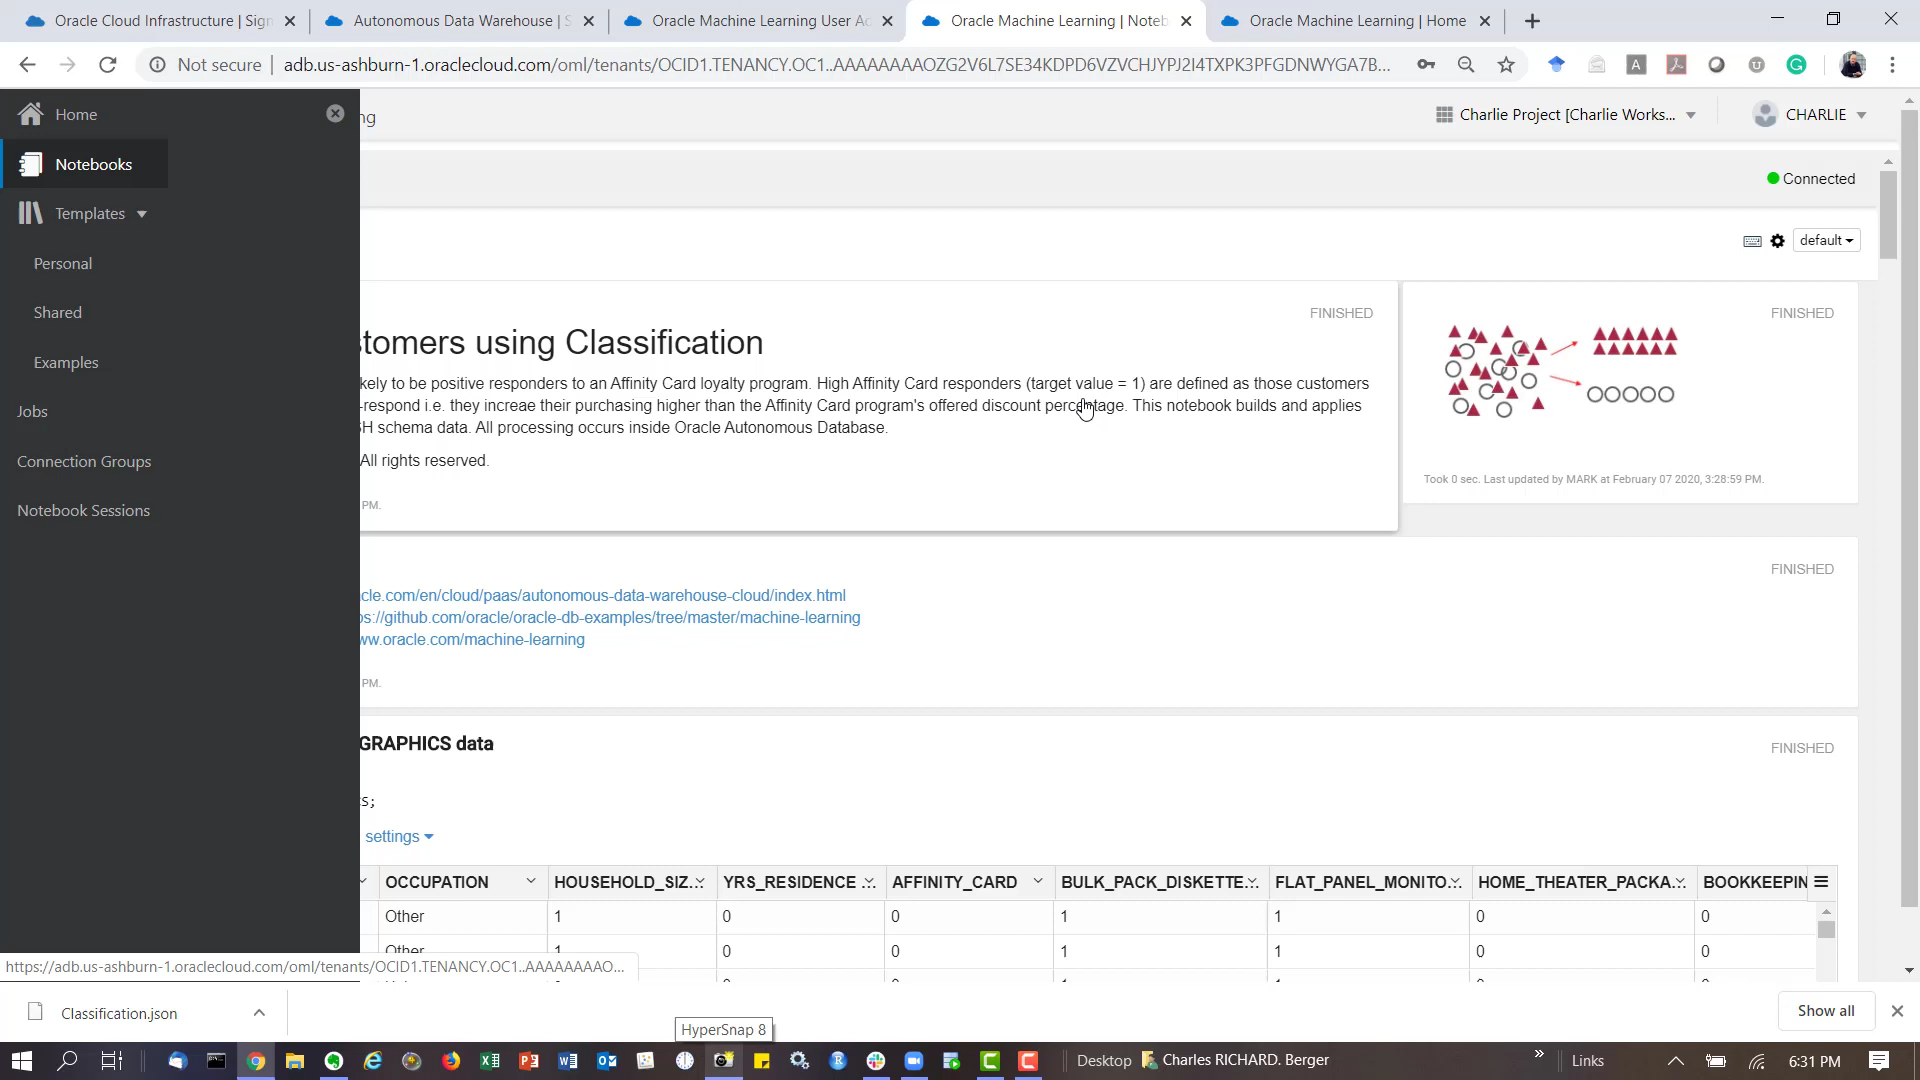 Oracle Cloud Infrastructure | Sign
Autonomous Data Warehouse | S
Oracle Machine Learning User Ad
Oracle Machine Learning | Noteb
Oracle Machine Learning | Home
Not secure
adb.us-ashburn-1.oraclecloud.com/oml/tenants/OCID1.TENANCY.OC1..AAAAAAAAOZG2V6L7SE34KDPD6VZVCHJYPJ2I4TXPK3PFGDNWYGA7B...
Home
ng
Charlie Project [Charlie Works...
CHARLIE
Notebooks
Connected
Templates
default
Personal
Shared
Examples
Jobs
Connection Groups
Notebook Sessions
FINISHED
stomers using Classification
kely to be positive responders to an Affinity Card loyalty program. High Affinity Card responders (target value = 1) are defined as those customers
-respond i.e. they increae their purchasing higher than the Affinity Card program's offered discount percentage. This notebook builds and applies
SH schema data. All processing occurs inside Oracle Autonomous Database.
All rights reserved.
PM.
FINISHED
Took 0 sec. Last updated by MARK at February 07 2020, 3:28:59 PM.
FINISHED
cle.com/en/cloud/paas/autonomous-data-warehouse-cloud/index.html
ps://github.com/oracle/oracle-db-examples/tree/master/machine-learning
ww.oracle.com/machine-learning
PM.
GRAPHICS data
FINISHED
S;
settings
OCCUPATION HOUSEHOLD_SIZ... YRS_RESIDENCE ... AFFINITY_CARD BULK_PACK_DISKETTE... FLAT_PANEL_MONITO... HOME_THEATER_PACKA... BOOKKEEPIN
Other 1 0 0 1 1 0 0
Other 1 0 0 1 1 0 0
https://adb.us-ashburn-1.oraclecloud.com/oml/tenants/OCID1.TENANCY.OC1..AAAAAAAAO...
Classification.json
Show all
HyperSnap 8
Desktop
Charles RICHARD. Berger
Links
6:31 PM